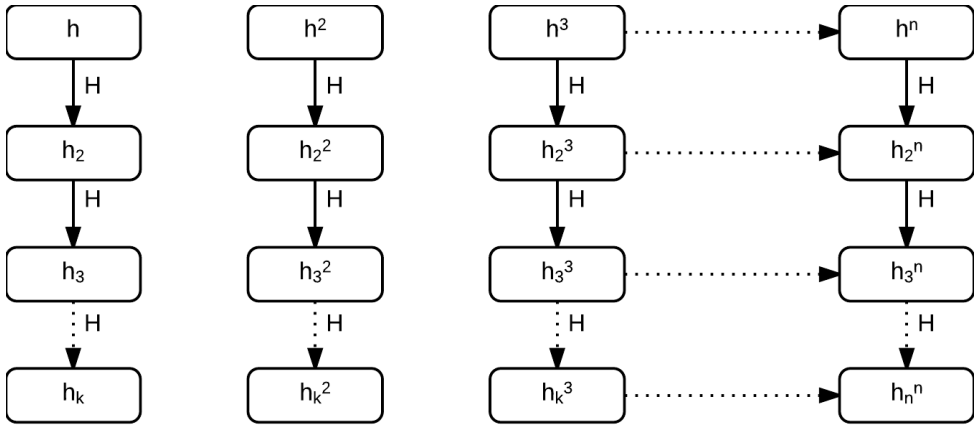 h h² h³ hⁿ
H H H H
h₂ h₂² h₂³ h₂ⁿ
H H H H
h₃ h₃² h₃³ h₃ⁿ
H H H H
hₖ hₖ² hₖ³ hₙⁿ